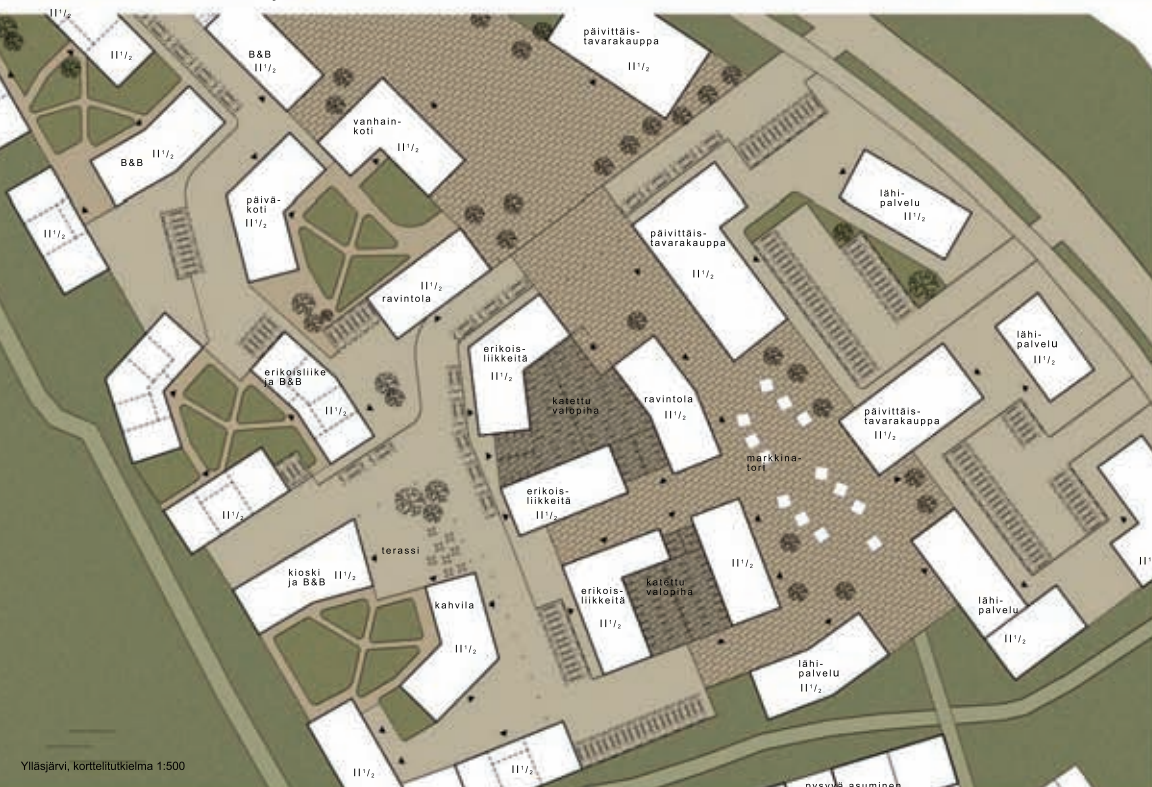 II¹/₂
II¹/₂
B&B
II¹/₂
päivittäis-
tavarakauppa
II¹/₂
vanhain-
koti
II¹/₂
B&B
II¹/₂
päivä-
koti
II¹/₂
lähi-
palvelu
II¹/₂
II¹/₂
päivittäis-
tavarakauppa
II¹/₂
ravintola
II¹/₂
erikois-
liikkeitä
II¹/₂
lähi-
palvelu
II¹/₂
erikoisliike
ja B&B
II¹/₂
katettu
valopiha
ravintola
II¹/₂
päivittäis-
tavarakauppa
II¹/₂
markkina-
tori
erikois-
liikkeitä
II¹/₂
II¹/₂
terassi
kioski
ja B&B
II¹/₂
kahvila
II¹/₂
erikois-
liikkeitä
II¹/₂
katettu
valopiha
II¹/₂
lähi-
palvelu
II¹/₂
lähi-
palvelu
II¹/₂
II¹/₂
II¹/₂
Ylläsjärvi, korttelitutkielma 1:500
pysyvä asuminen